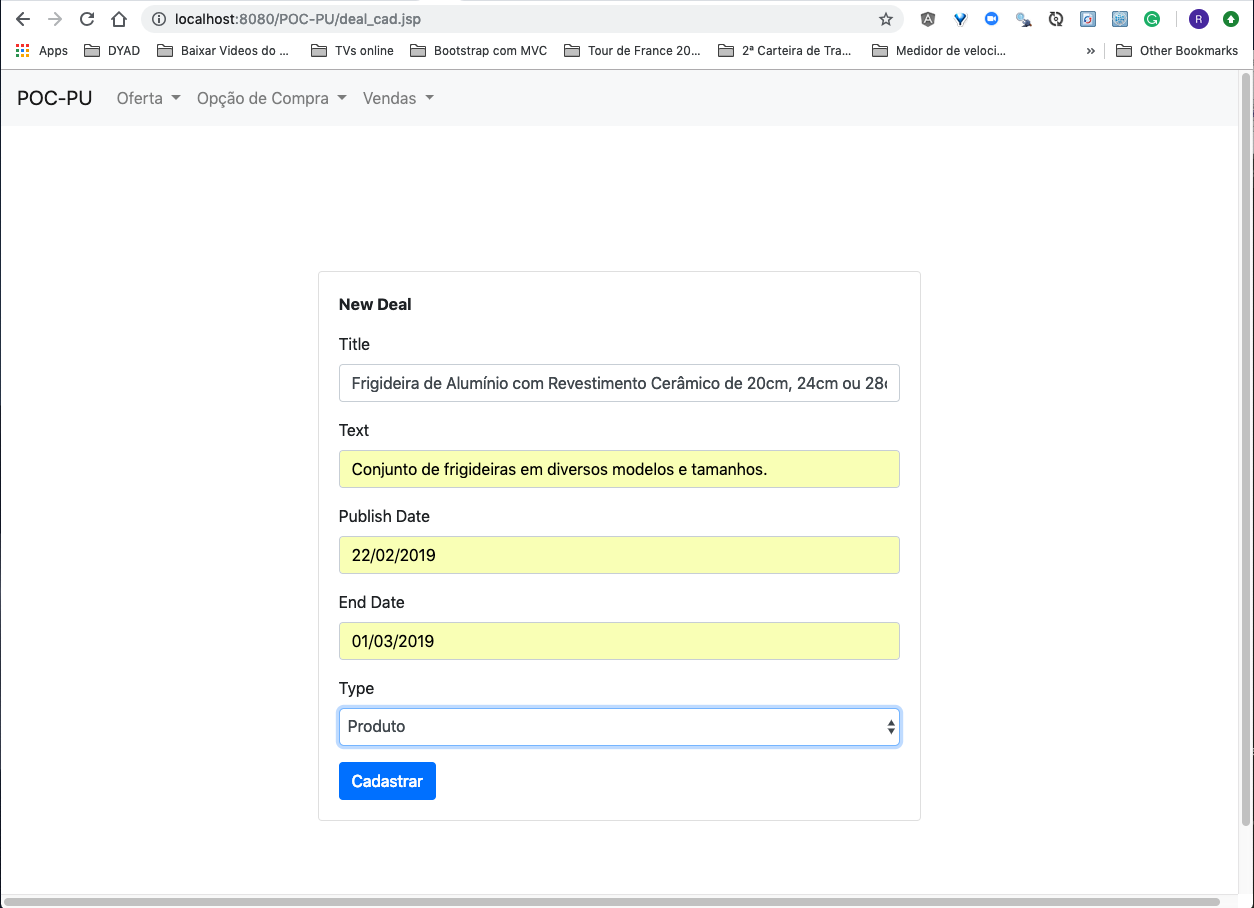 localhost:8080/POC-PU/deal_cad.jsp
R
Apps DYAD Baixar Videos do ... TVs online Bootstrap com MVC Tour de France 20... 2ª Carteira de Tra... Medidor de veloci... » Other Bookmarks
POC-PU Oferta Opção de Compra Vendas
New Deal
Title
Frigideira de Alumínio com Revestimento Cerâmico de 20cm, 24cm ou 28
Text
Conjunto de frigideiras em diversos modelos e tamanhos.
Publish Date
22/02/2019
End Date
01/03/2019
Type
Produto
Cadastrar